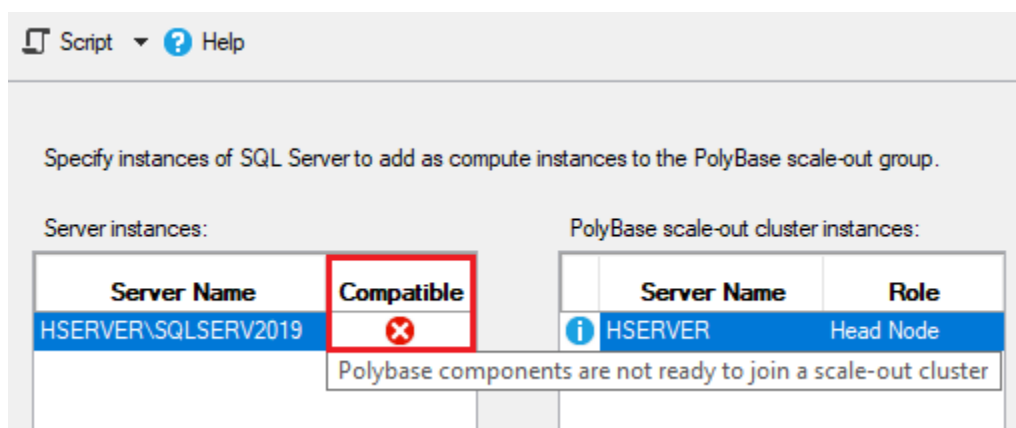 Script Help
Specify instances of SQL Server to add as compute instances to the PolyBase scale-out group.
Server instances: PolyBase scale-out cluster instances:
Server Name Compatible Server Name Role
HSERVER\SQLSERV2019 HSERVER Head Node
Polybase components are not ready to join a scale-out cluster